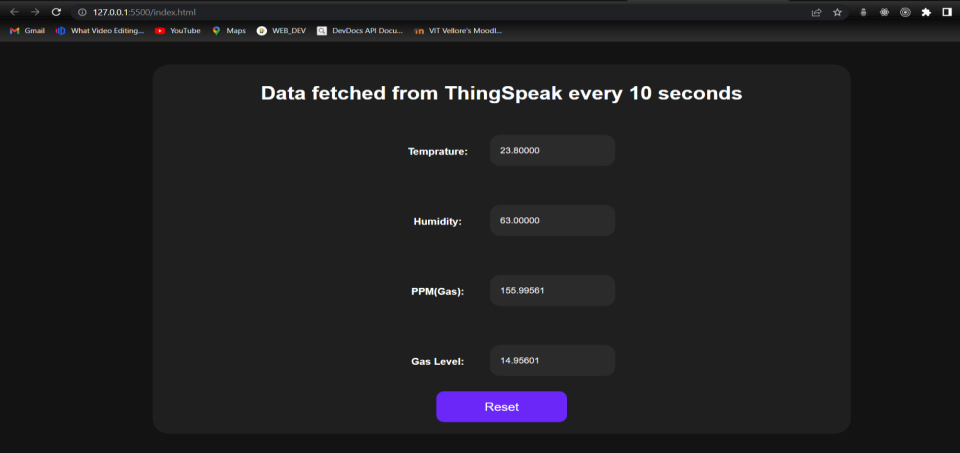 127.0.0.1:5500/index.html
Gmail What Video Editing... YouTube Maps WEB_DEV DevDocs API Docu... VIT Vellore's Moodl...
Data fetched from ThingSpeak every 10 seconds
Temprature: 23.80000
Humidity: 63.00000
PPM(Gas): 155.99561
Gas Level: 14.95601
Reset